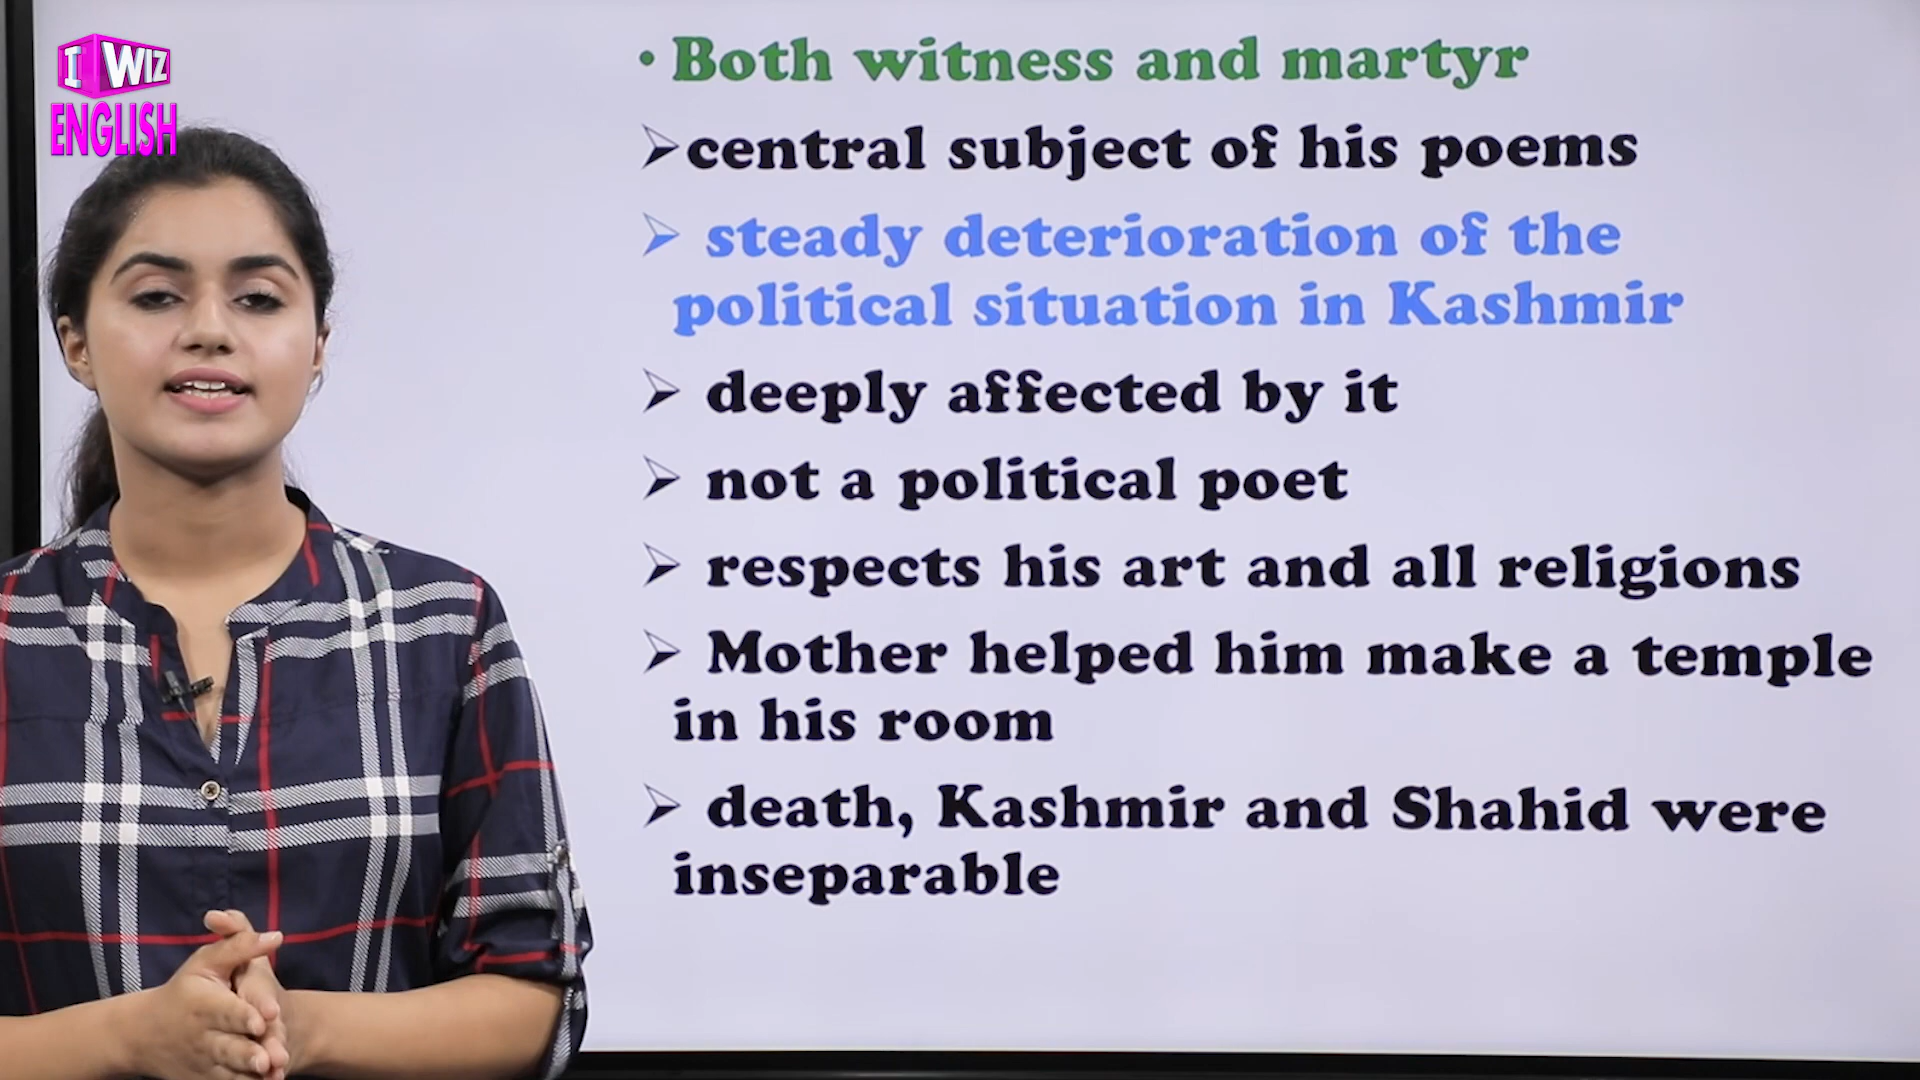 I WIZ
ENGLISH
• Both witness and martyr
➢central subject of his poems
➢ steady deterioration of the
political situation in Kashmir
➢ deeply affected by it
➢ not a political poet
➢ respects his art and all religions
➢ Mother helped him make a temple
in his room
➢ death, Kashmir and Shahid were
inseparable